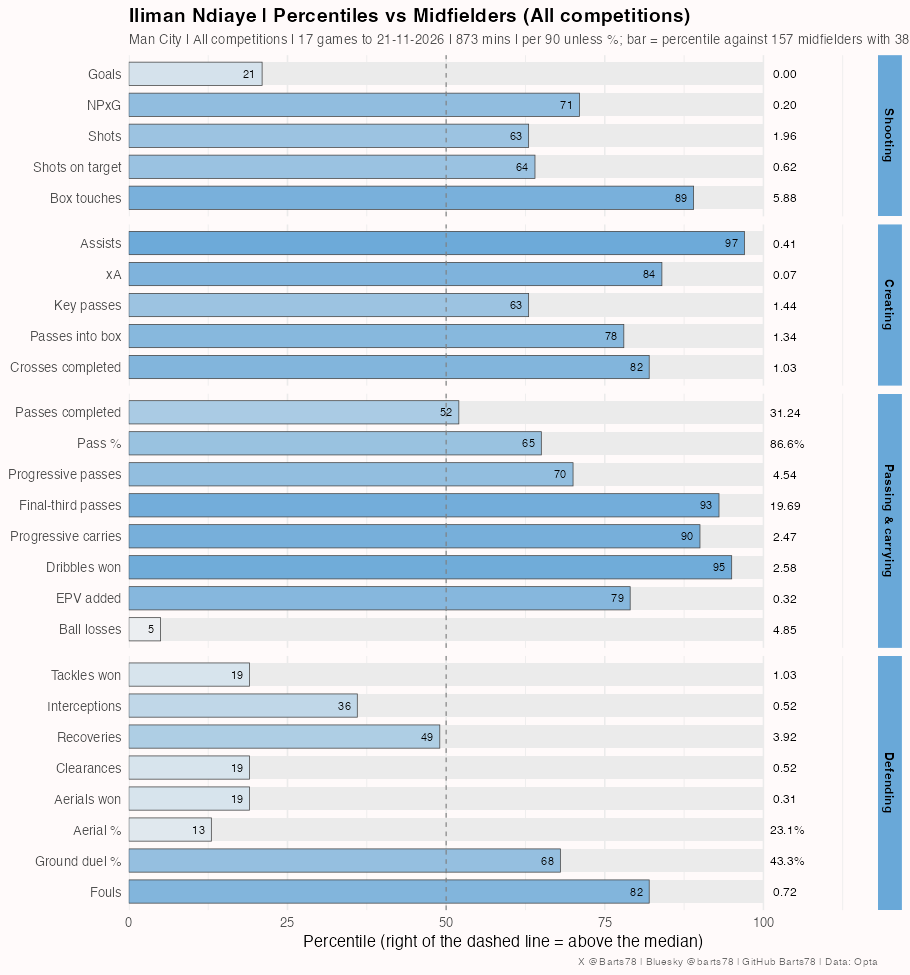 Iliman Ndiaye | Percentiles vs Midfielders (All competitions)
Man City | All competitions | 17 games to 21-11-2026 | 873 mins | per 90 unless %; bar = percentile against 157 midfielders with 38
Shooting
Goals 21 0.00
NPxG 71 0.20
Shots 63 1.96
Shots on target 64 0.62
Box touches 89 5.88
Creating
Assists 97 0.41
xA 84 0.07
Key passes 63 1.44
Passes into box 78 1.34
Crosses completed 82 1.03
Passing & carrying
Passes completed 52 31.24
Pass % 65 86.6%
Progressive passes 70 4.54
Final-third passes 93 19.69
Progressive carries 90 2.47
Dribbles won 95 2.58
EPV added 79 0.32
Ball losses 5 4.85
Defending
Tackles won 19 1.03
Interceptions 36 0.52
Recoveries 49 3.92
Clearances 19 0.52
Aerials won 19 0.31
Aerial % 13 23.1%
Ground duel % 68 43.3%
Fouls 82 0.72
0 25 50 75 100
Percentile (right of the dashed line = above the median)
X @Barts78 | Bluesky @barts78 | GitHub Barts78 | Data: Opta